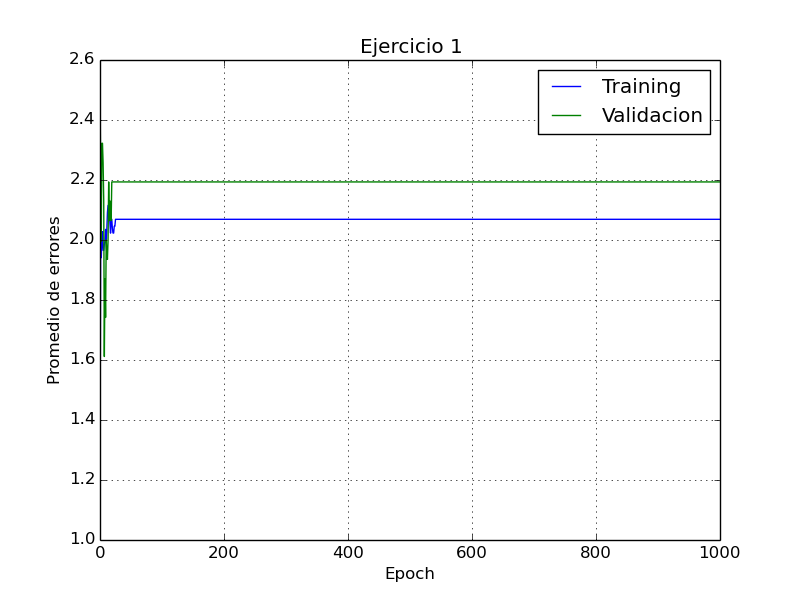 Ejercicio 1
Training
Validacion
Promedio de errores
2.6
2.4
2.2
2.0
1.8
1.6
1.4
1.2
1.0
0 200 400 600 800 1000
Epoch